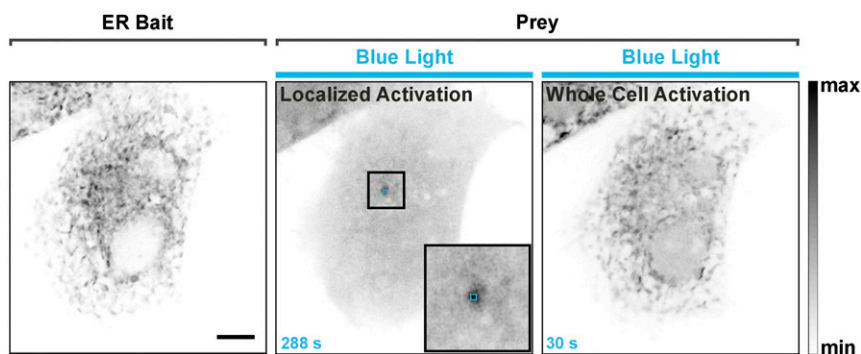 ER Bait
Prey
Blue Light
Blue Light
Localized Activation
Whole Cell Activation
max
288 s
30 s
min